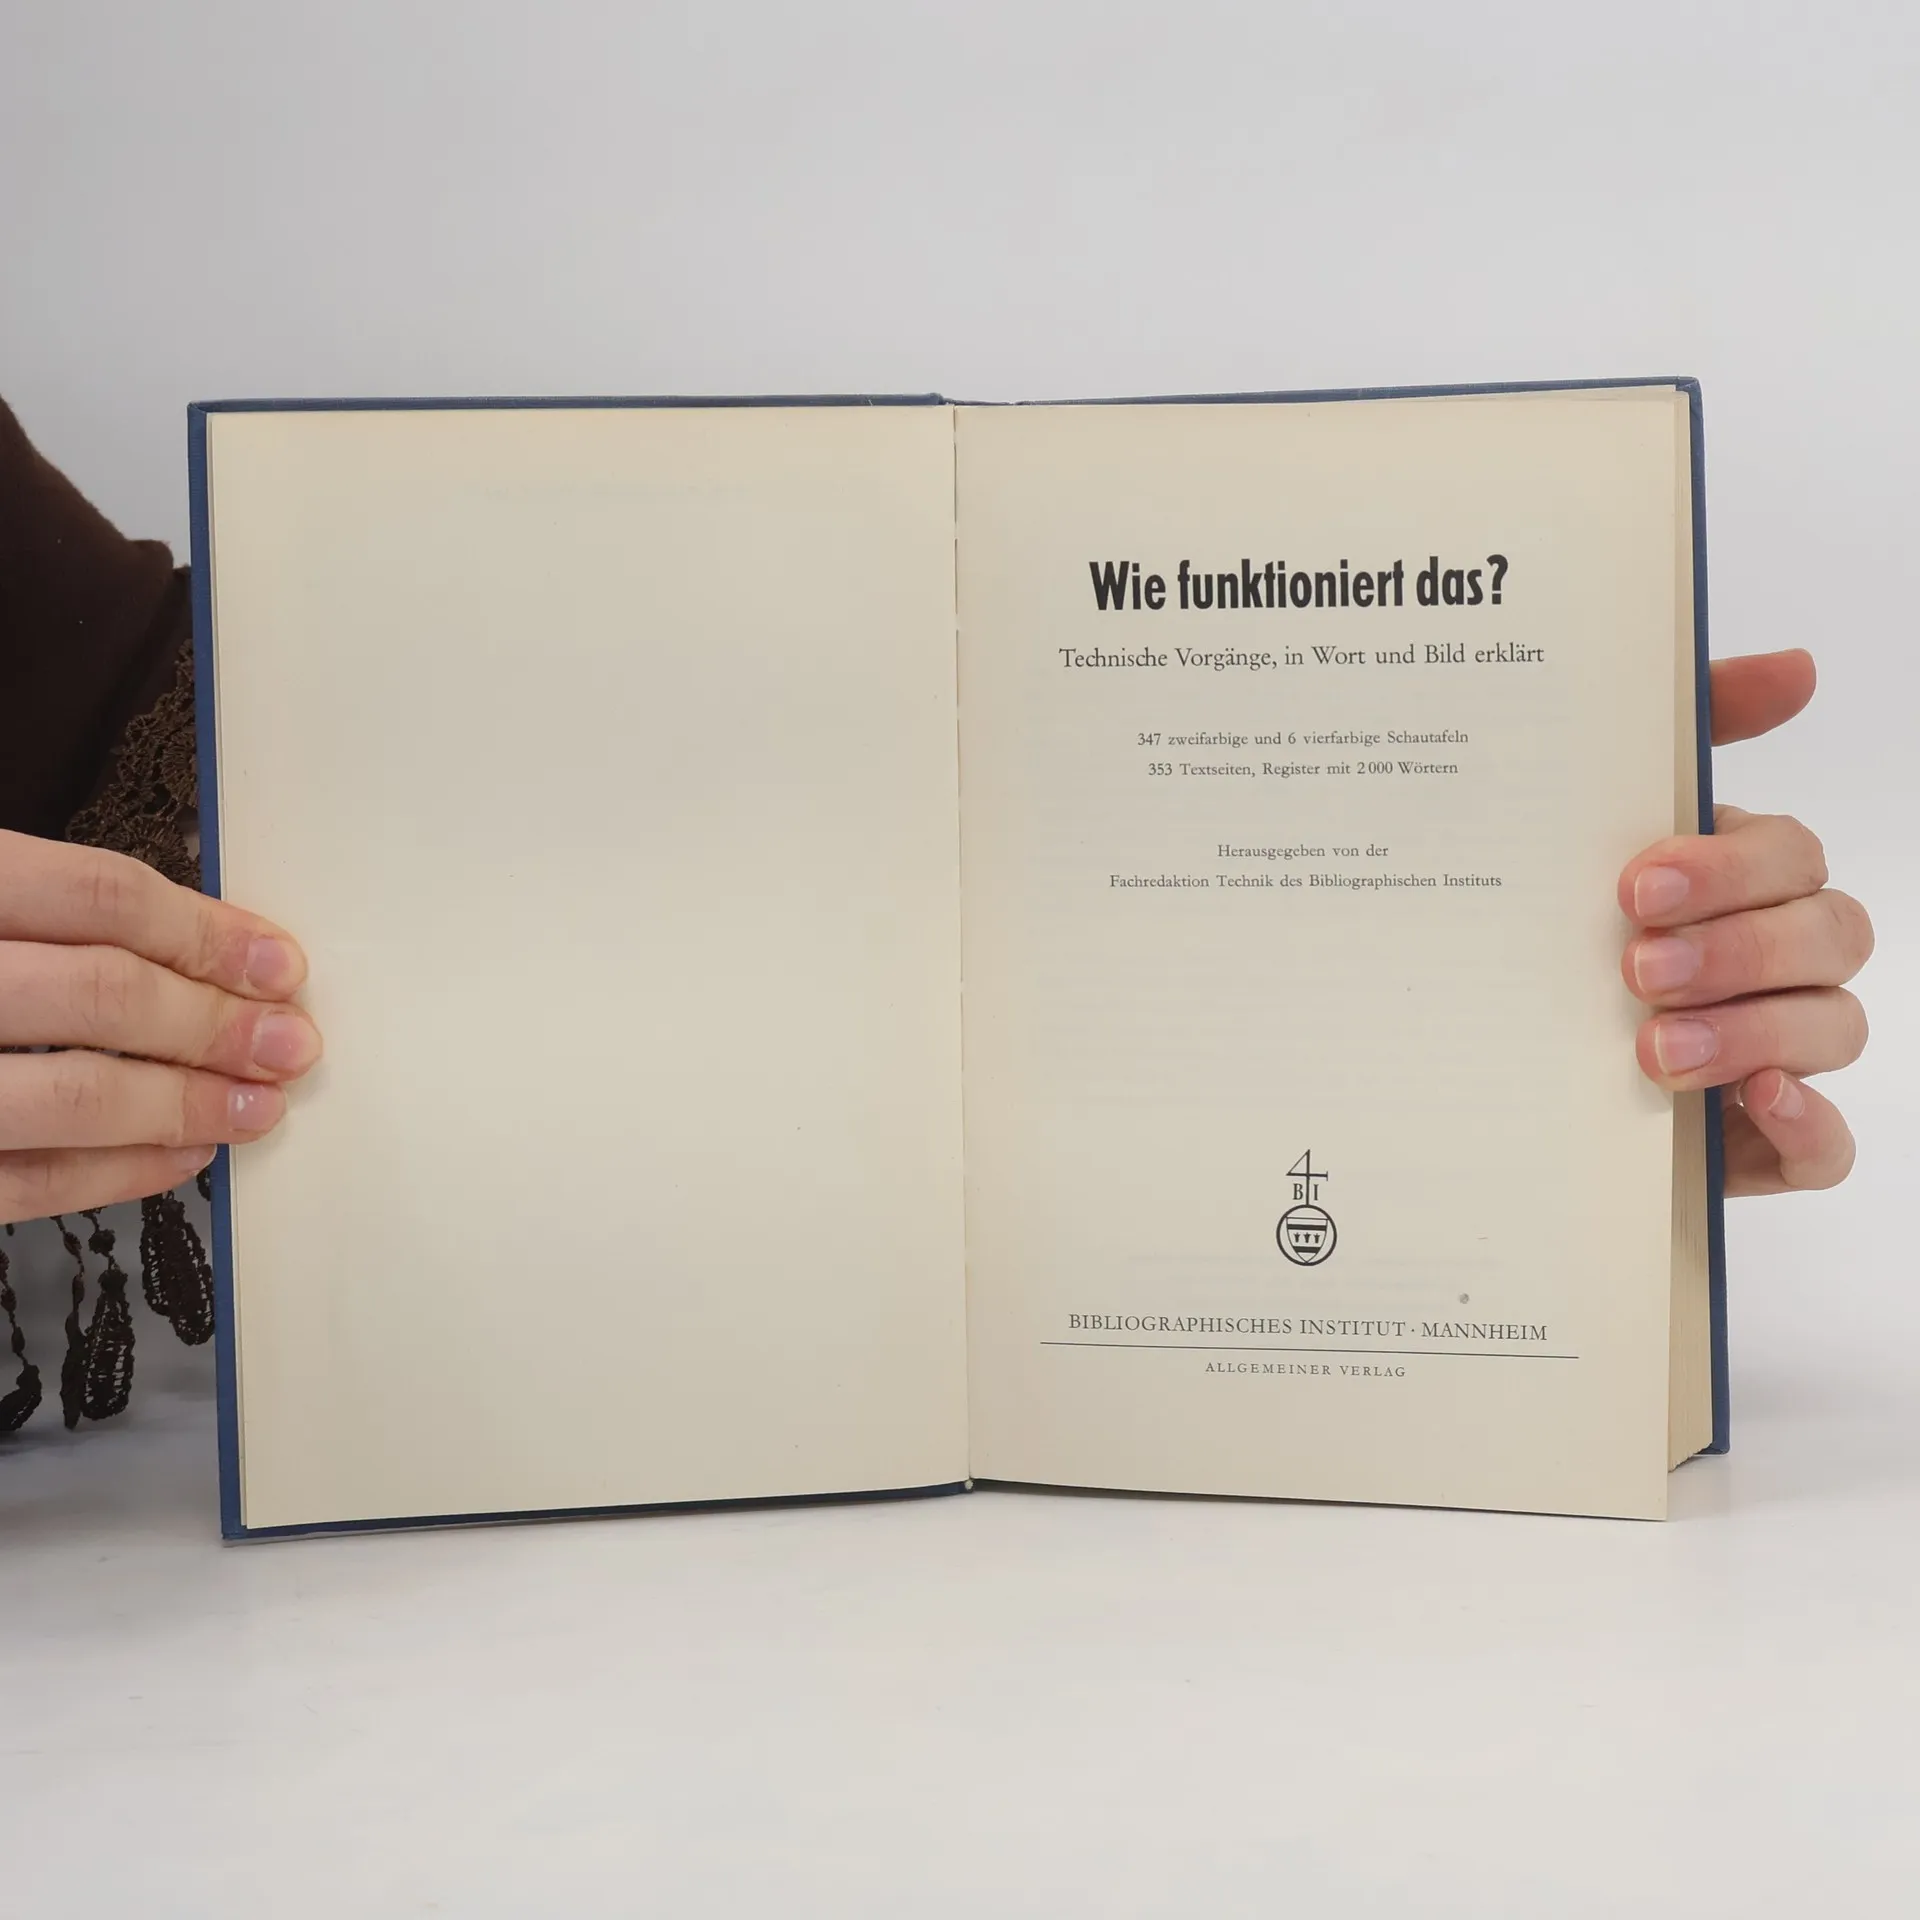 Wie funktioniert das?
Technische Vorgänge, in Wort und Bild erklärt
347 zweifarbige und 6 vierfarbige Schautafeln
353 Textseiten, Register mit 2000 Wörtern
Herausgegeben von der
Fachredaktion Technik des Bibliographischen Instituts
B I
BIBLIOGRAPHISCHES INSTITUT · MANNHEIM
ALLGEMEINER VERLAG